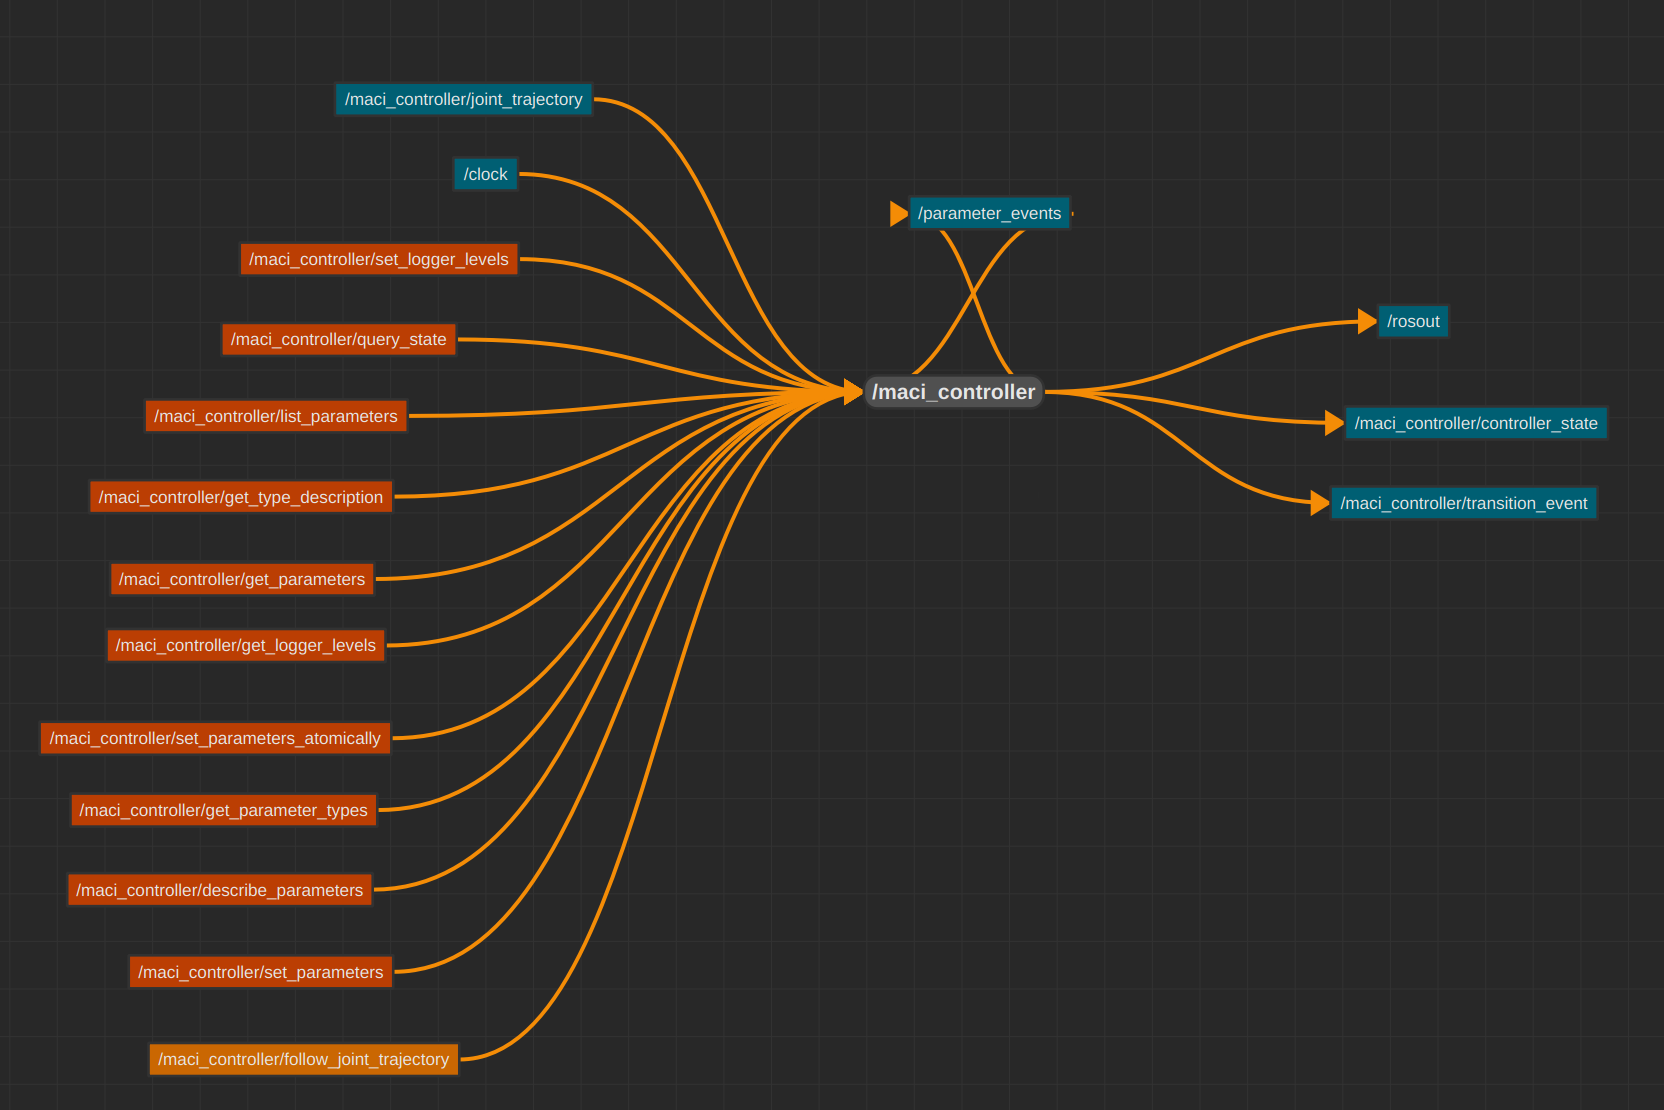 /maci_controller/joint_trajectory
/clock
/parameter_events
/maci_controller/set_logger_levels
/rosout
/maci_controller/query_state
/maci_controller
/maci_controller/list_parameters
/maci_controller/controller_state
/maci_controller/get_type_description
/maci_controller/transition_event
/maci_controller/get_parameters
/maci_controller/get_logger_levels
/maci_controller/set_parameters_atomically
/maci_controller/get_parameter_types
/maci_controller/describe_parameters
/maci_controller/set_parameters
/maci_controller/follow_joint_trajectory